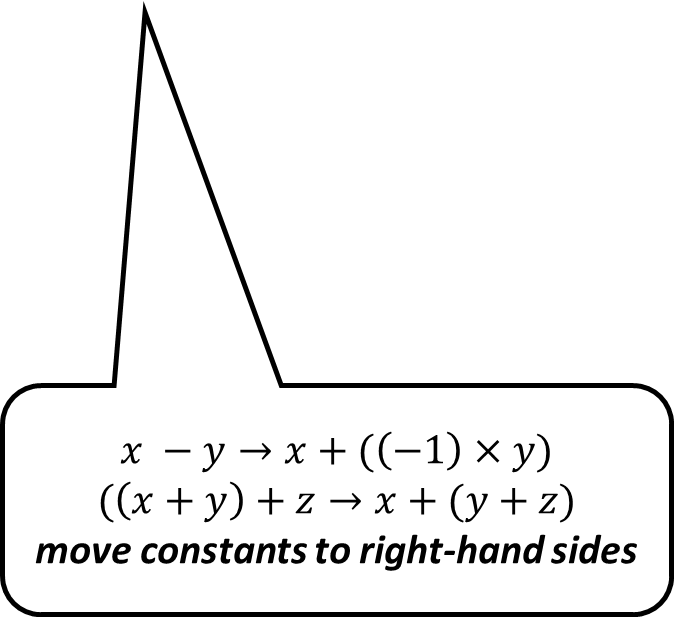 x − y → x + ((−1) × y)
((x + y) + z → x + (y + z)
move constants to right-hand sides